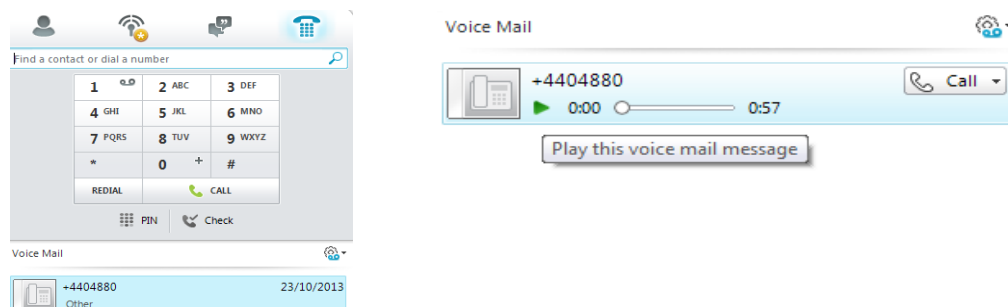 Find a contact or dial a number
1 2 ABC 3 DEF
4 GHI 5 JKL 6 MNO
7 PQRS 8 TUV 9 WXYZ
* 0 + #
REDIAL CALL
PIN Check
Voice Mail
+4404880 23/10/2013
Other
Voice Mail
+4404880 Call
0:00 0:57
Play this voice mail message